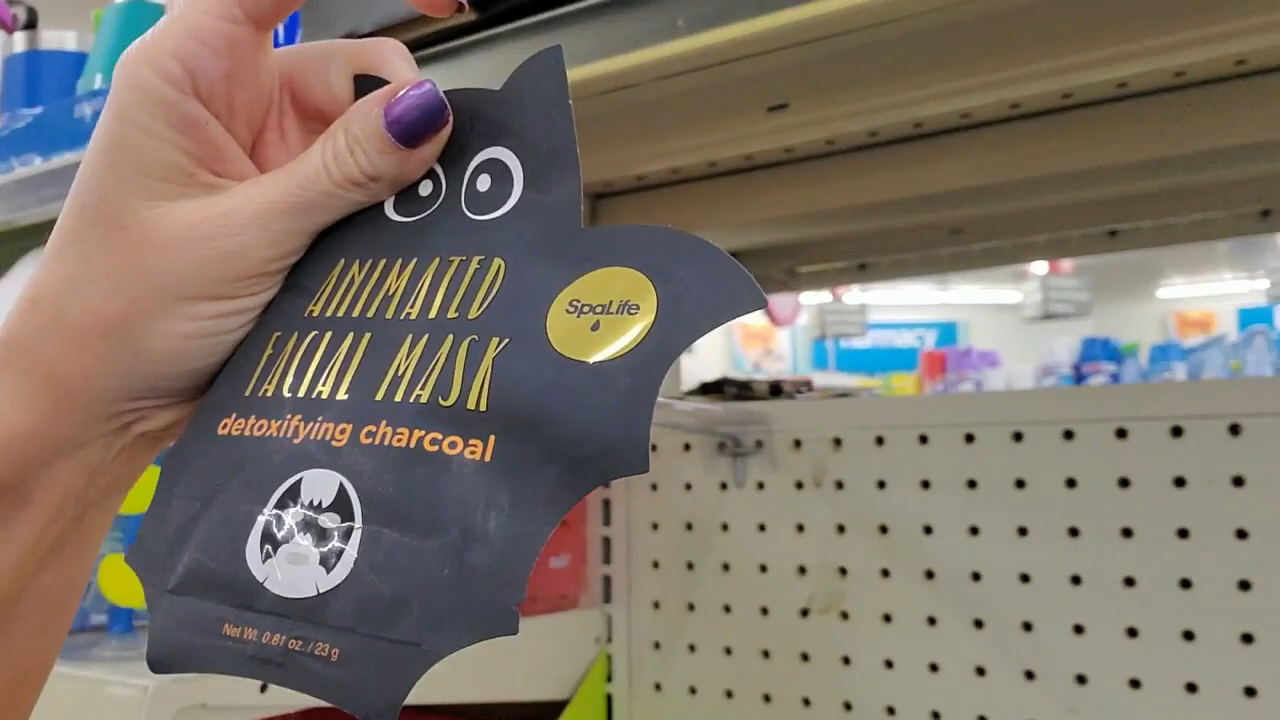 ANIMATED
FACIAL MASK
detoxifying charcoal
SpaLife
Net Wt. 0.81 oz. / 23 g